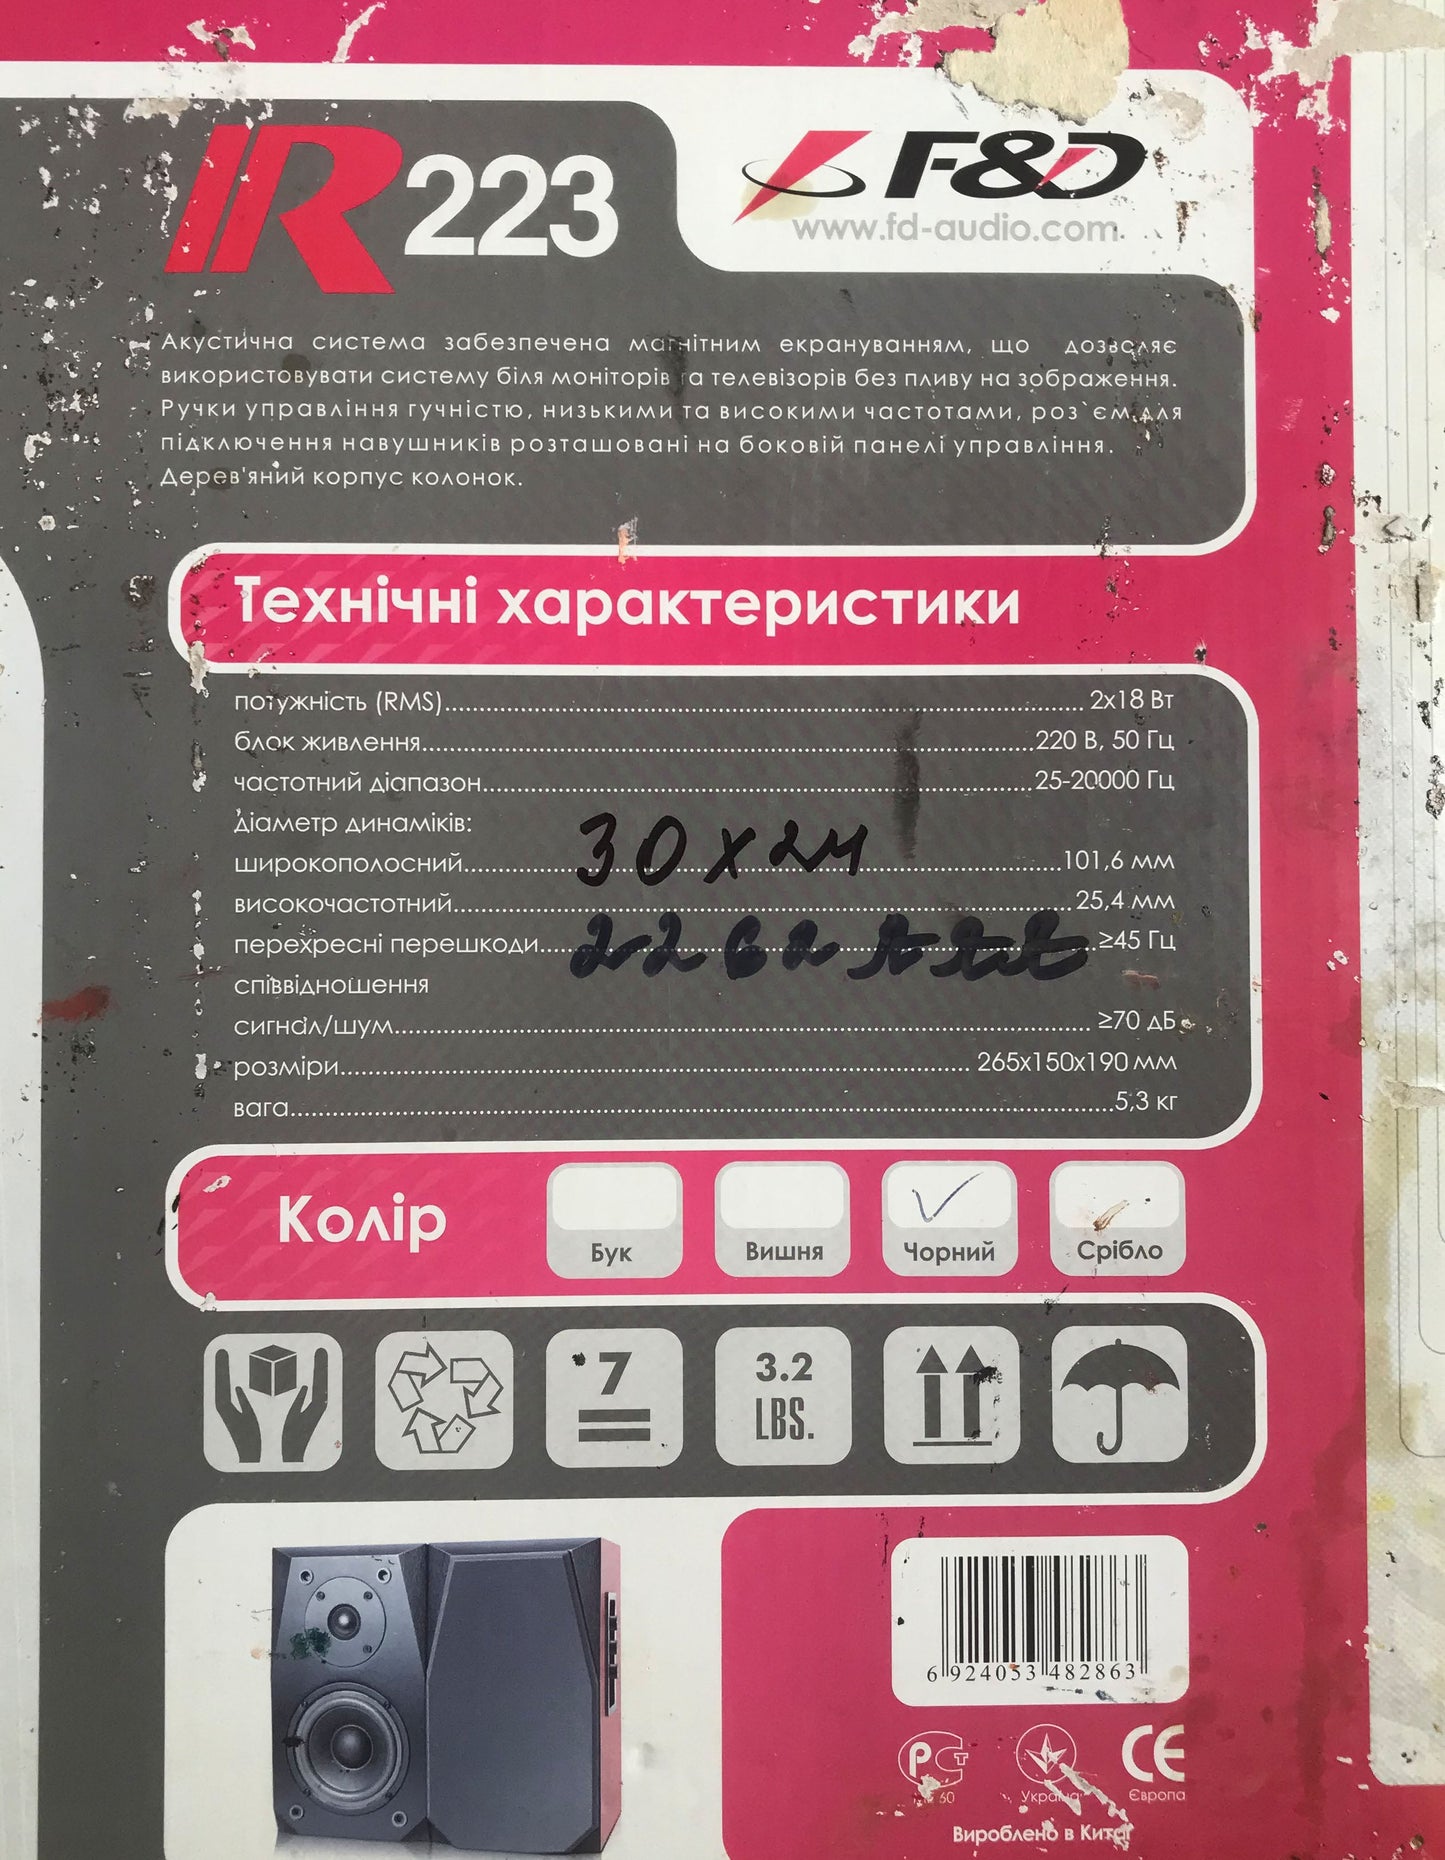 R223
F&D
www.fd-audio.com
Акустична система забезпечена магнітним екрануванням, що дозволяє
використовувати систему біля моніторів та телевізорів без пливу на зображення.
Ручки управління гучністю, низькими та високими частотами, роз`єм для
підключення навушників розташовані на боковій панелі управління.
Дерев'яний корпус колонок.
Технічні характеристики
потужність (RMS)........2x18 Вт
блок живлення........220 В, 50 Гц
частотний діапазон........25-20000 Гц
діаметр динаміків:
30 x 24
широкополосний........101,6 мм
високочастотний........25,4 мм
перехресні перешкоди........≥45 Гц
співвідношення
сигнал/шум........≥70 дБ
розміри........265x150x190 мм
вага........5,3 кг
Колір
Бук Вишня Чорний Срібло
7
3.2
LBS.
6 924053 482863
РСТ
CE
60 Україна Європа
Вироблено в Китаї